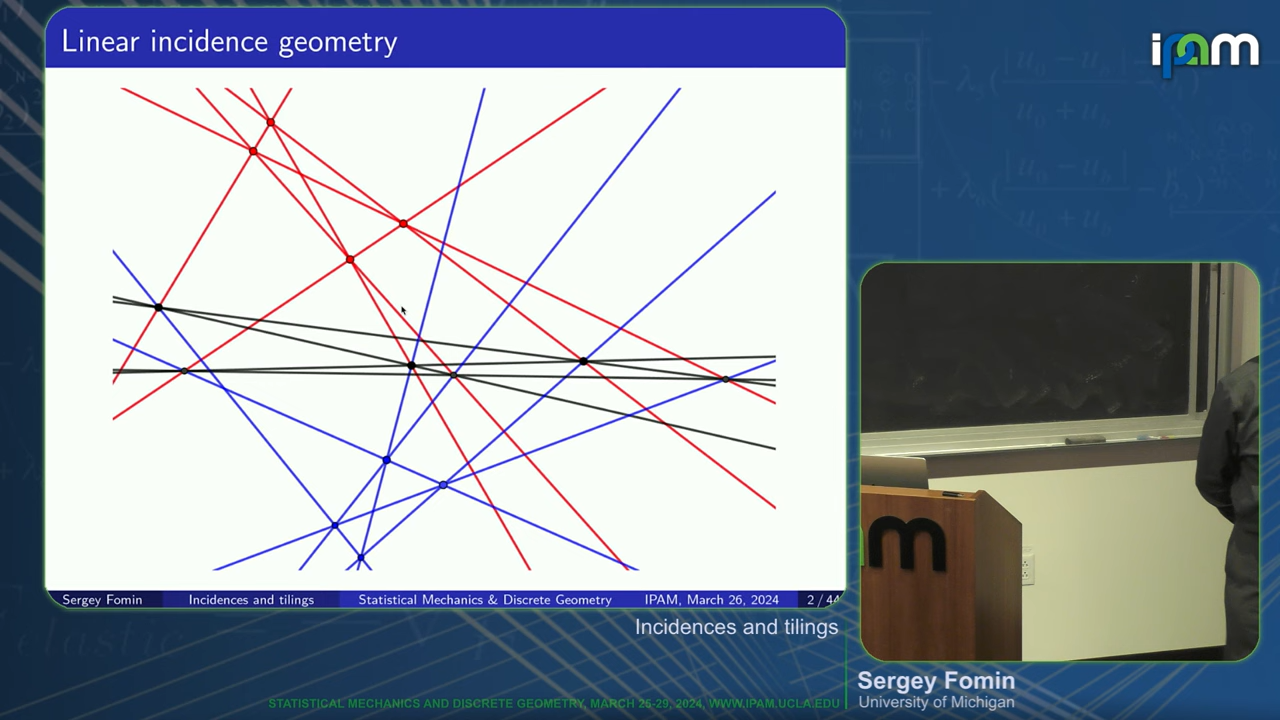 Linear incidence geometry
ipam
Sergey Fomin Incidences and tilings Statistical Mechanics & Discrete Geometry IPAM, March 26, 2024 2 / 44
Incidences and tilings
m
Sergey Fomin
University of Michigan
STATISTICAL MECHANICS AND DISCRETE GEOMETRY, MARCH 25-29, 2024, WWW.IPAM.UCLA.EDU
elastic